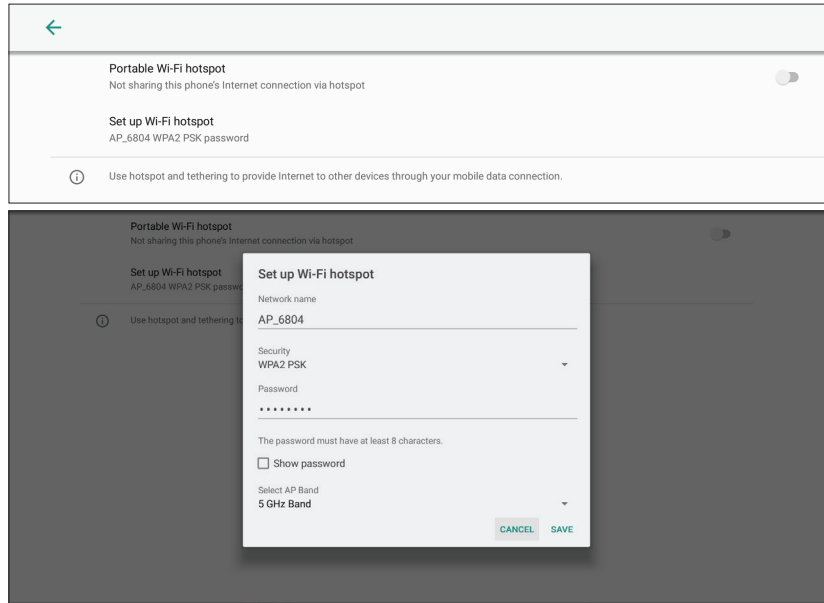 Portable Wi-Fi hotspot
Not sharing this phone's Internet connection via hotspot
Set up Wi-Fi hotspot
AP_6804 WPA2 PSK password
Use hotspot and tethering to provide Internet to other devices through your mobile data connection.
Portable Wi-Fi hotspot
Not sharing this phone's Internet connection via hotspot
Set up Wi-Fi hotspot
AP_6804 WPA2 PSK
Use hotspot and tethering
Set up Wi-Fi hotspot
Network name
AP_6804
Security
WPA2 PSK
Password
••••••••
The password must have at least 8 characters.
Show password
Select AP Band
5 GHz Band
CANCEL SAVE